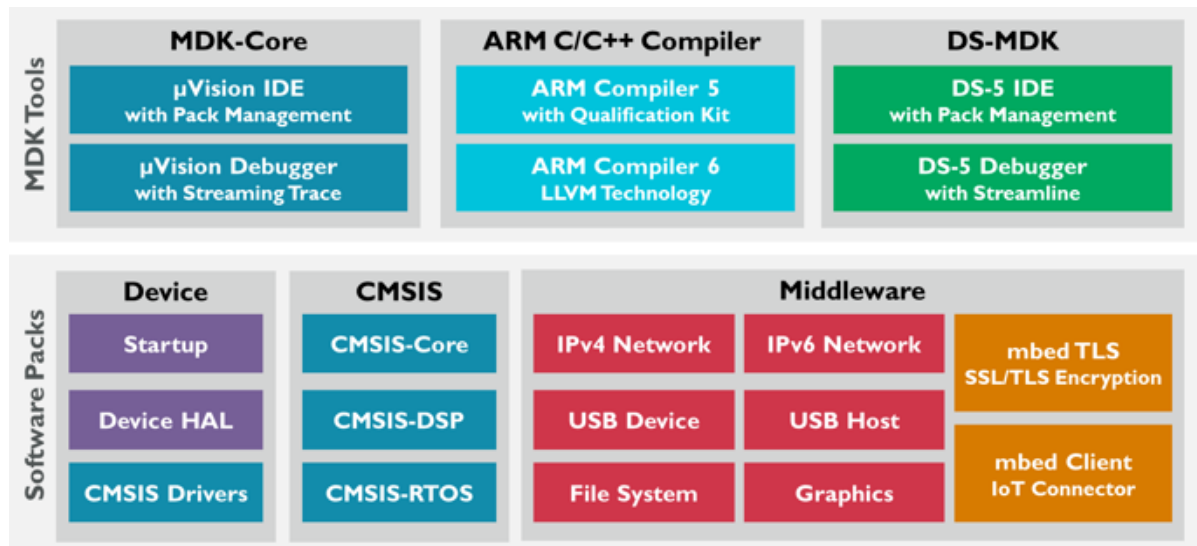 MDK Tools
MDK-Core
µVision IDE
with Pack Management
µVision Debugger
with Streaming Trace
ARM C/C++ Compiler
ARM Compiler 5
with Qualification Kit
ARM Compiler 6
LLVM Technology
DS-MDK
DS-5 IDE
with Pack Management
DS-5 Debugger
with Streamline
Software Packs
Device
Startup
Device HAL
CMSIS Drivers
CMSIS
CMSIS-Core
CMSIS-DSP
CMSIS-RTOS
Middleware
IPv4 Network
IPv6 Network
USB Device
USB Host
File System
Graphics
mbed TLS
SSL/TLS Encryption
mbed Client
IoT Connector